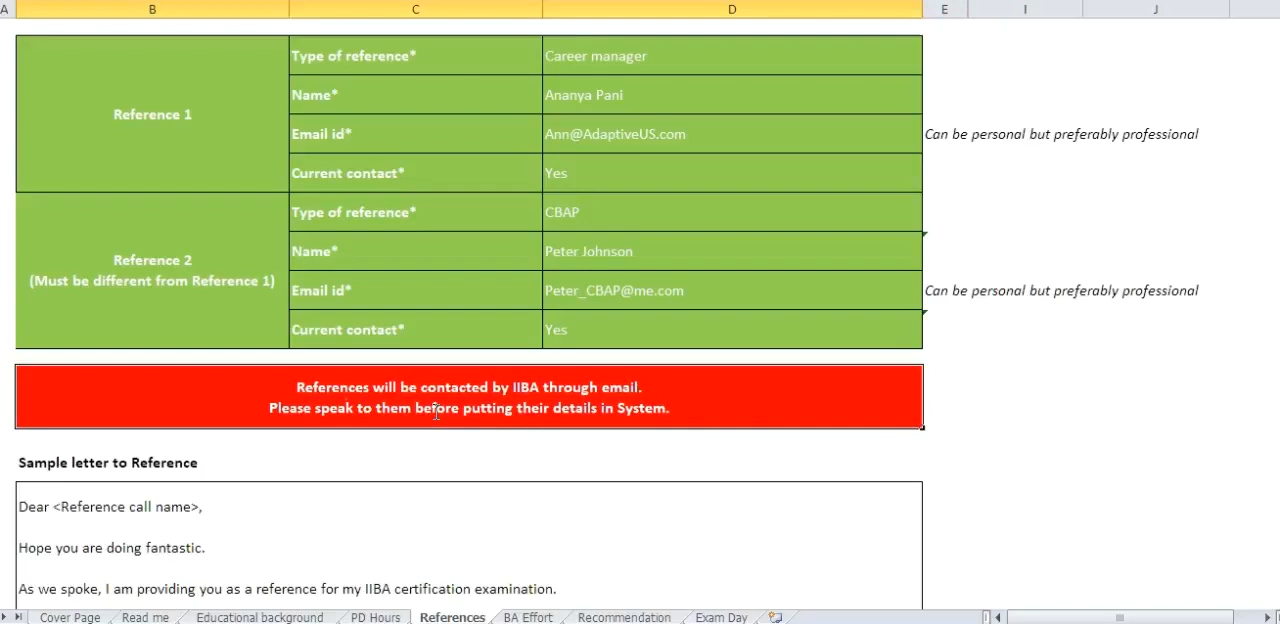 A B C D E I J
Type of reference* Career manager
Name* Ananya Pani
Reference 1
Email id* Ann@AdaptiveUS.com Can be personal but preferably professional
Current contact* Yes
Type of reference* CBAP
Name* Peter Johnson
Reference 2
(Must be different from Reference 1)
Email id* Peter_CBAP@me.com Can be personal but preferably professional
Current contact* Yes
References will be contacted by IIBA through email.
Please speak to them before putting their details in System.
Sample letter to Reference
Dear <Reference call name>,
Hope you are doing fantastic.
As we spoke, I am providing you as a reference for my IIBA certification examination.
Cover Page Read me Educational background PD Hours References BA Effort Recommendation Exam Day